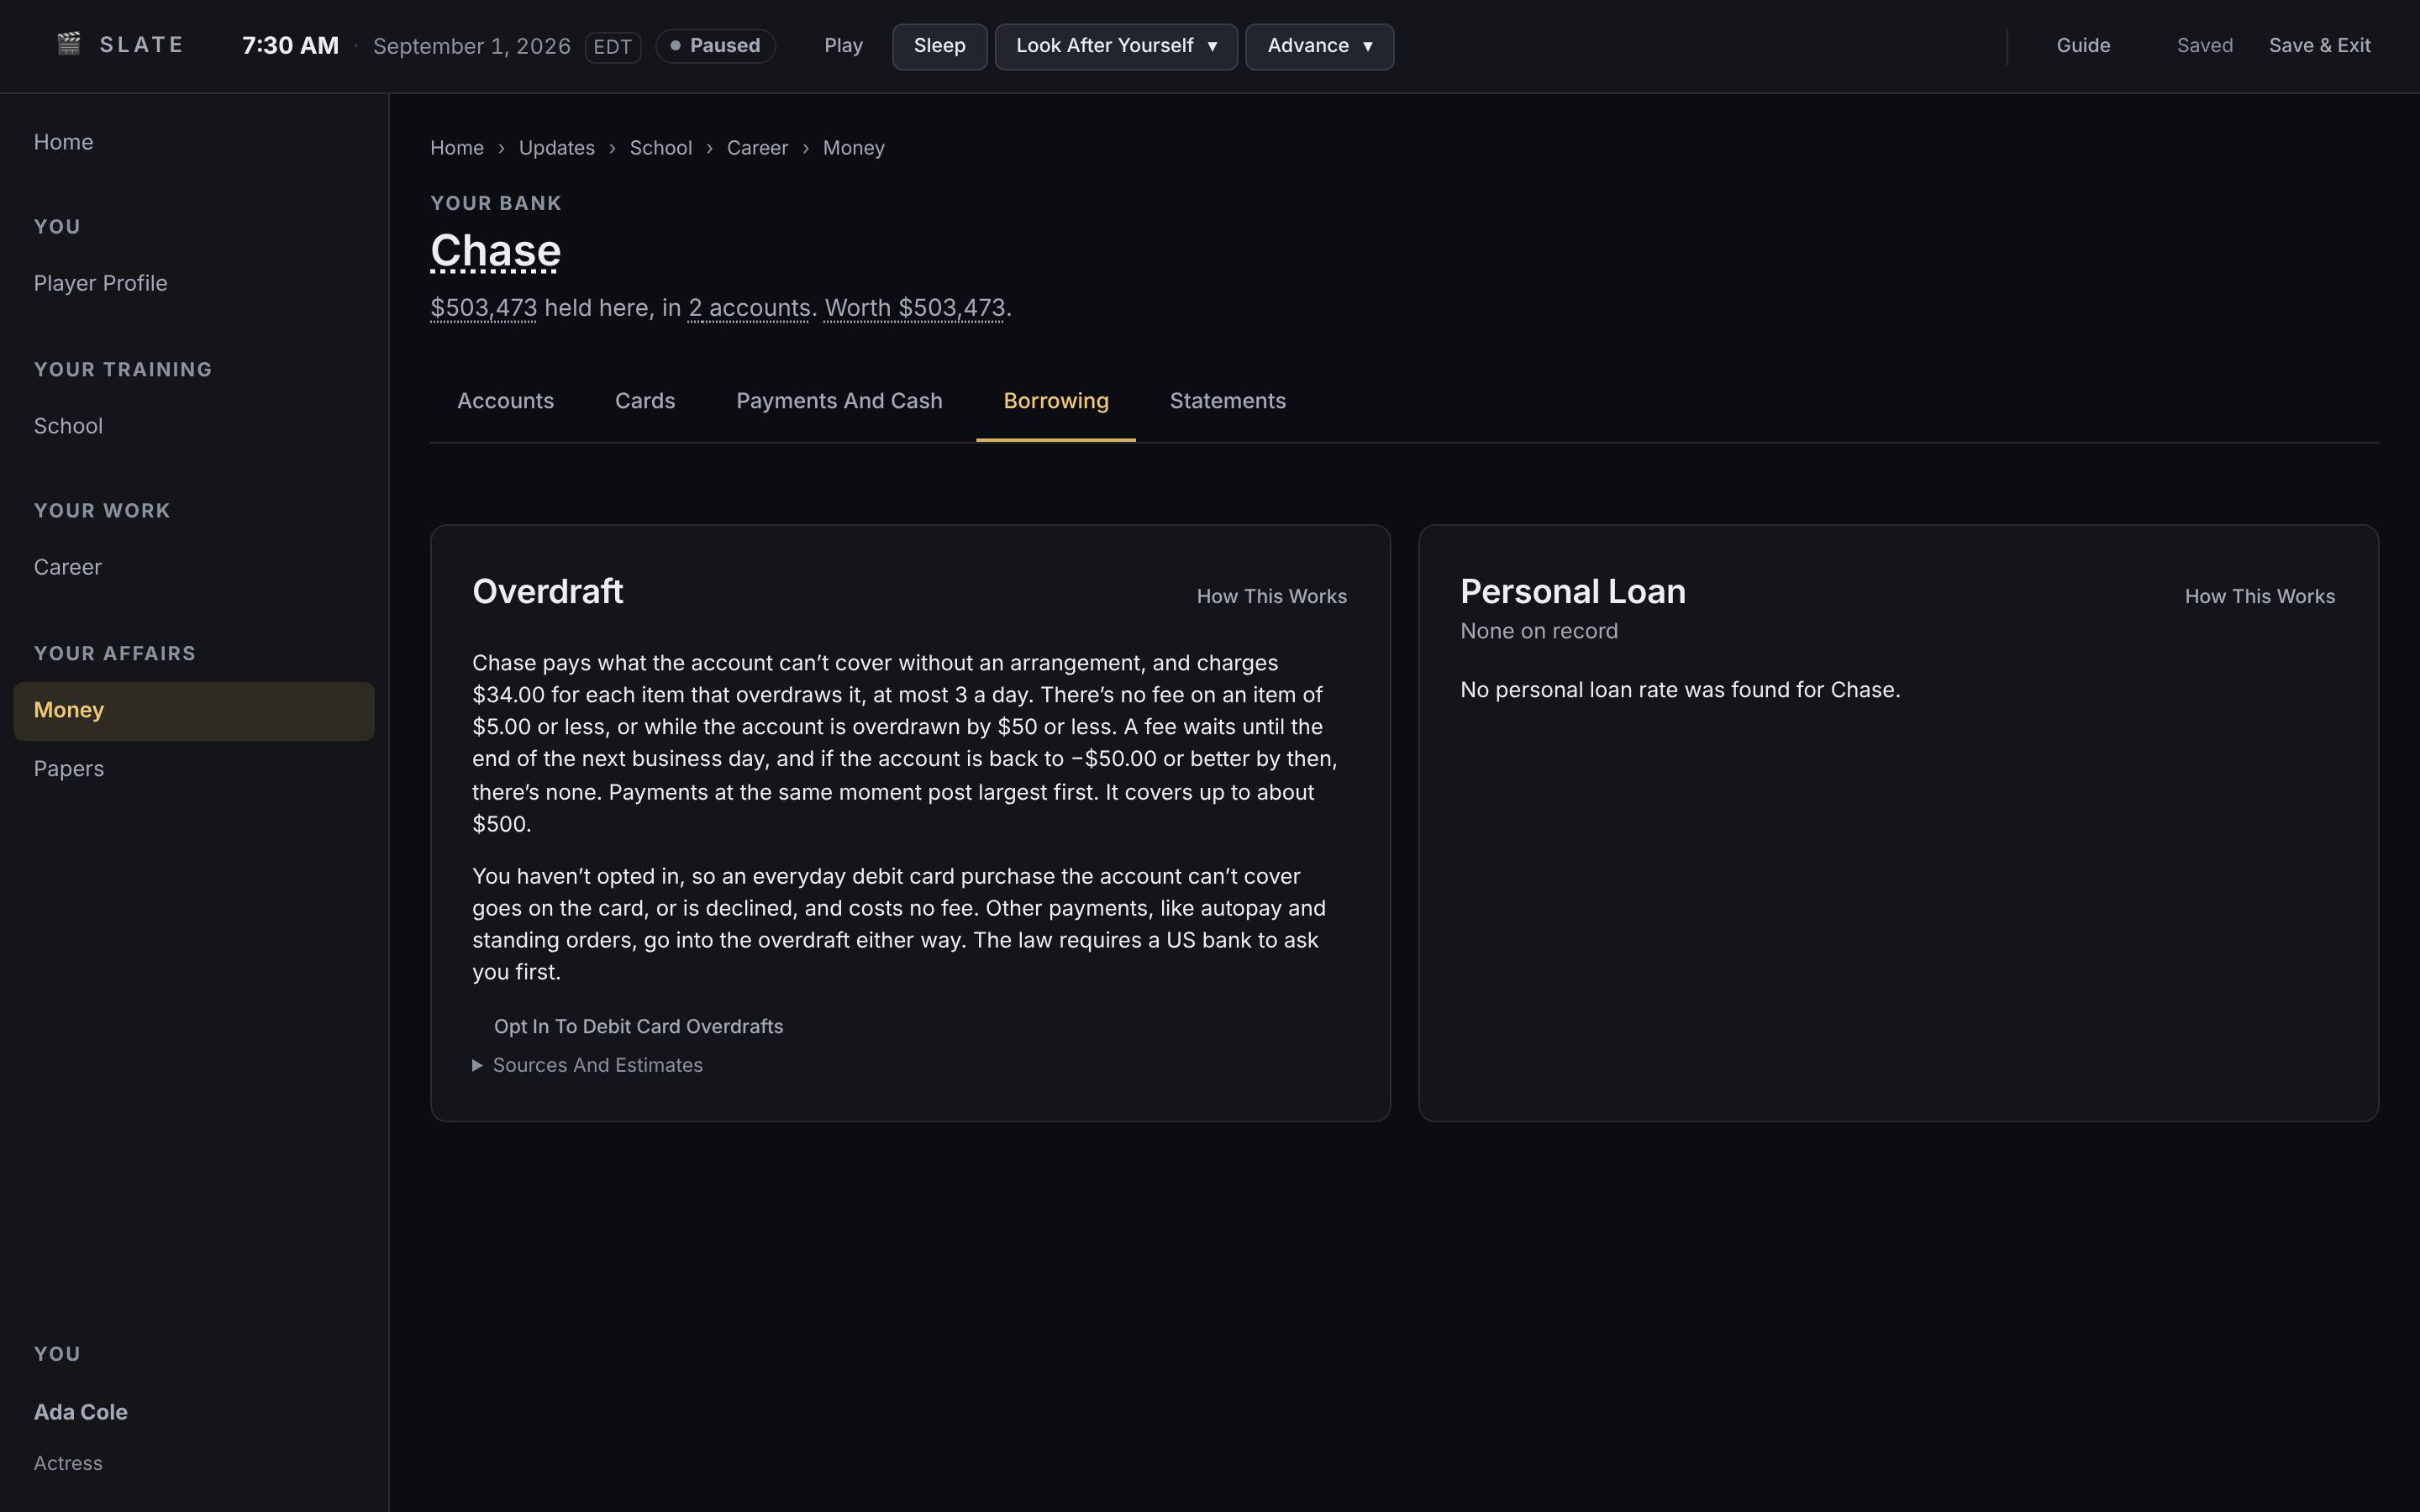 🎬 SLATE
7:30 AM · September 1, 2026 EDT Paused Play Sleep Look After Yourself ▼ Advance ▼ Guide Saved Save & Exit
Home
YOU
Player Profile
YOUR TRAINING
School
YOUR WORK
Career
YOUR AFFAIRS
Money
Papers
YOU
Ada Cole
Actress
Home › Updates › School › Career › Money
YOUR BANK
Chase
$503,473 held here, in 2 accounts. Worth $503,473.
Accounts Cards Payments And Cash Borrowing Statements
Overdraft How This Works
Chase pays what the account can’t cover without an arrangement, and charges
$34.00 for each item that overdraws it, at most 3 a day. There’s no fee on an item of
$5.00 or less, or while the account is overdrawn by $50 or less. A fee waits until the
end of the next business day, and if the account is back to −$50.00 or better by then,
there’s none. Payments at the same moment post largest first. It covers up to about
$500.
You haven’t opted in, so an everyday debit card purchase the account can’t cover
goes on the card, or is declined, and costs no fee. Other payments, like autopay and
standing orders, go into the overdraft either way. The law requires a US bank to ask
you first.
Opt In To Debit Card Overdrafts
▶ Sources And Estimates
Personal Loan How This Works
None on record
No personal loan rate was found for Chase.